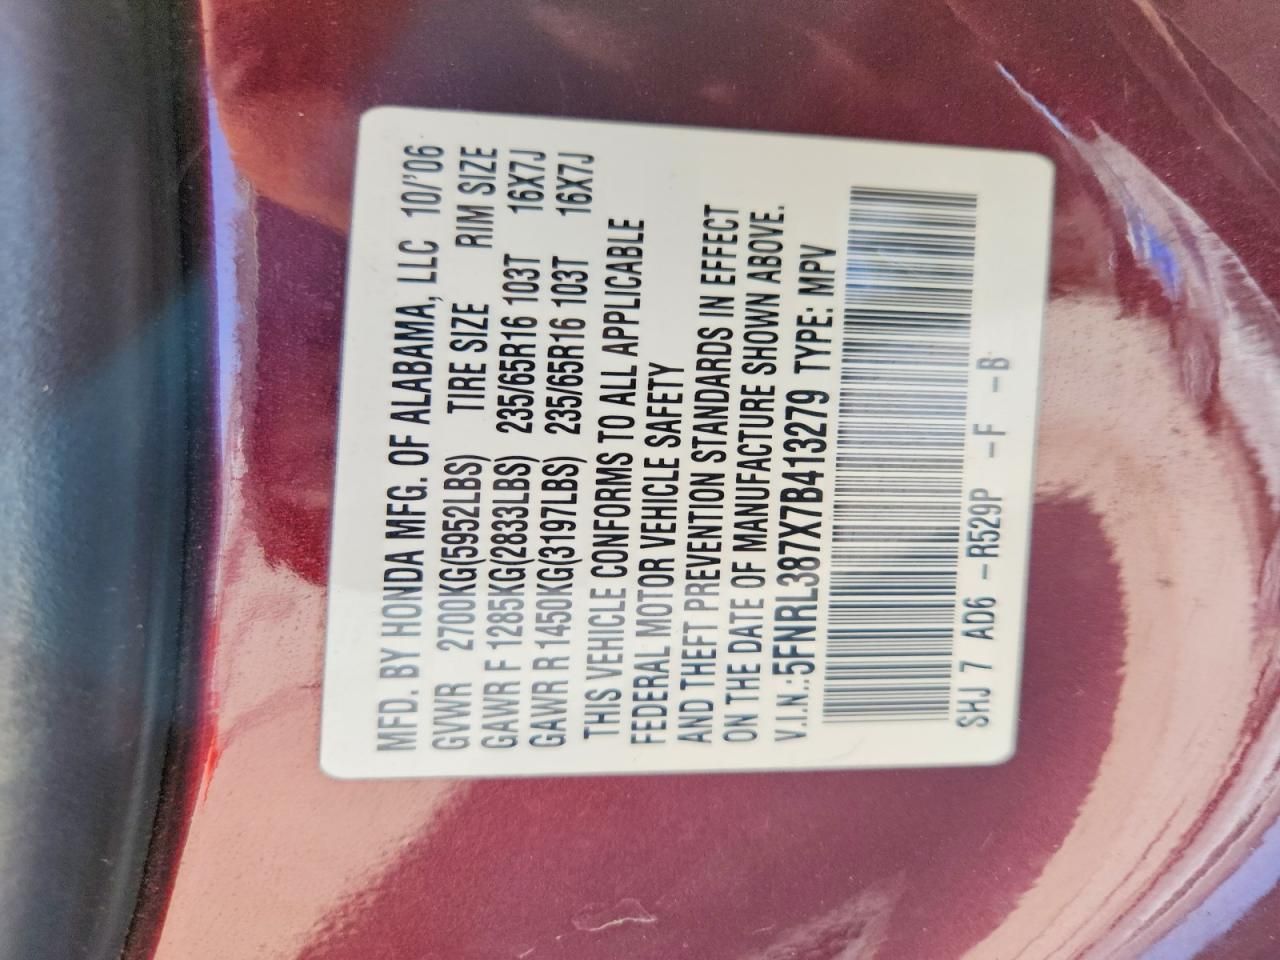 MFD. BY HONDA MFG. OF ALABAMA, LLC 10/'06
GVWR 2700KG(5952LBS) TIRE SIZE RIM SIZE
GAWR F 1285KG(2833LBS) 235/65R16 103T 16X7J
GAWR R 1450KG(3197LBS) 235/65R16 103T 16X7J
THIS VEHICLE CONFORMS TO ALL APPLICABLE
FEDERAL MOTOR VEHICLE SAFETY
AND THEFT PREVENTION STANDARDS IN EFFECT
ON THE DATE OF MANUFACTURE SHOWN ABOVE.
V.I.N.:5FNRL387X7B413279 TYPE: MPV
SHJ 7 AD6 -R529P -F -B